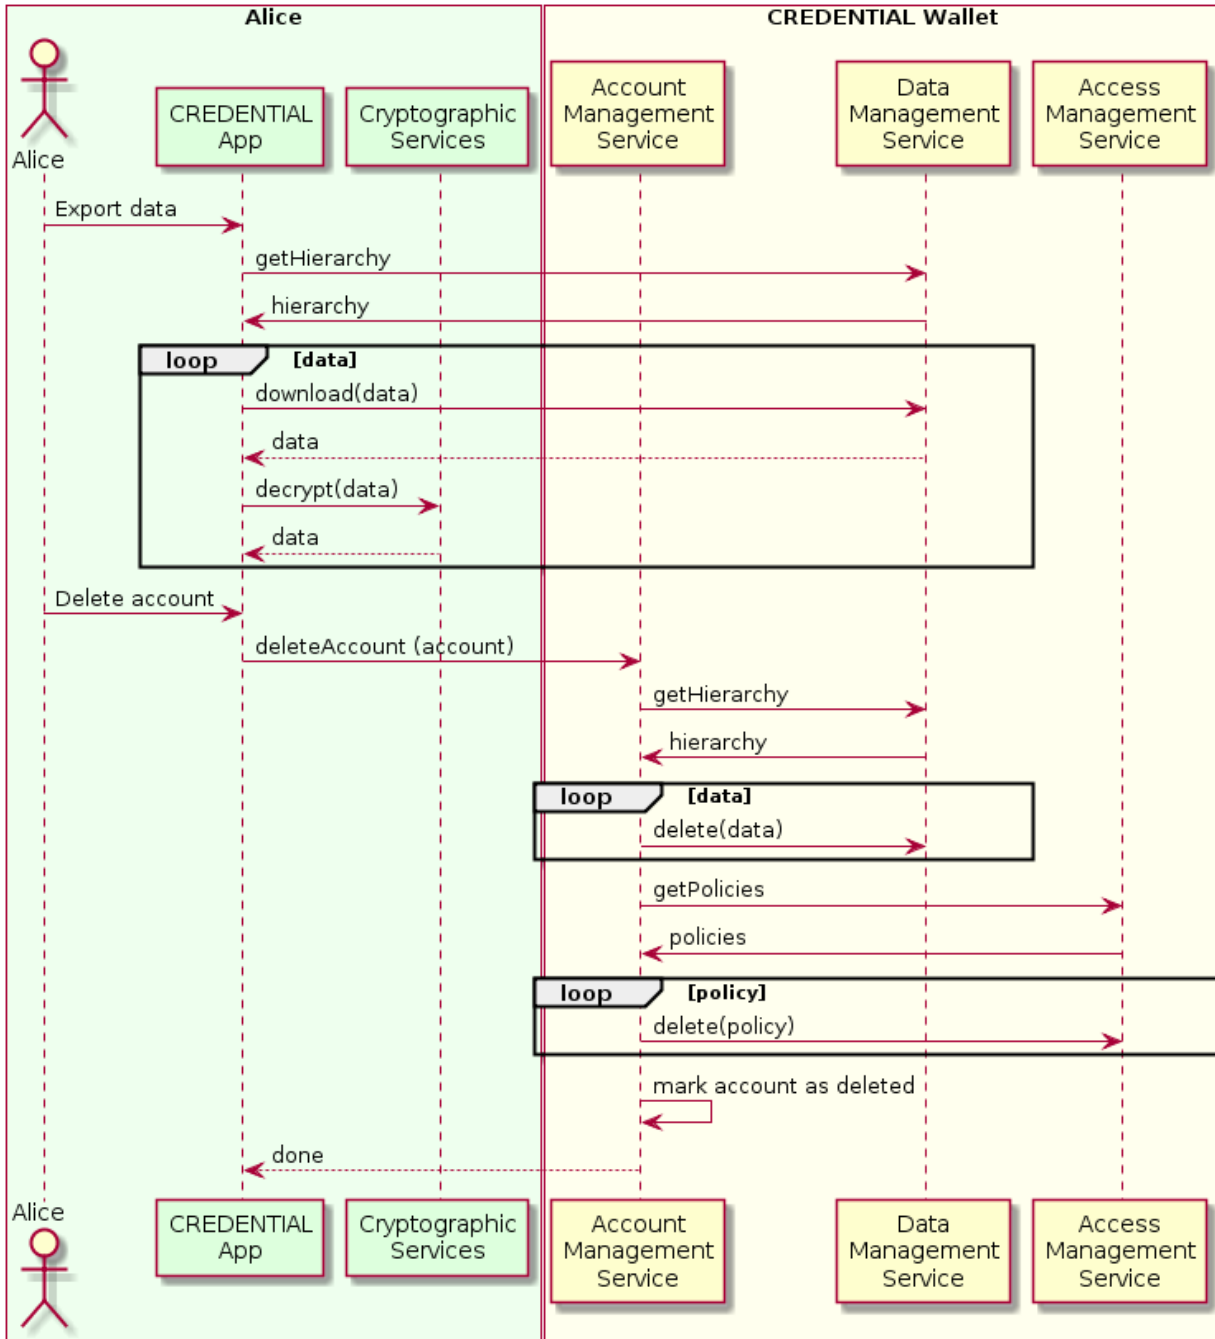 Alice
CREDENTIAL Wallet
Alice
CREDENTIAL
App
Cryptographic
Services
Account
Management
Service
Data
Management
Service
Access
Management
Service
Export data
getHierarchy
hierarchy
loop [data]
download(data)
data
decrypt(data)
data
Delete account
deleteAccount (account)
getHierarchy
hierarchy
loop [data]
delete(data)
getPolicies
policies
loop [policy]
delete(policy)
mark account as deleted
done
Alice
CREDENTIAL
App
Cryptographic
Services
Account
Management
Service
Data
Management
Service
Access
Management
Service